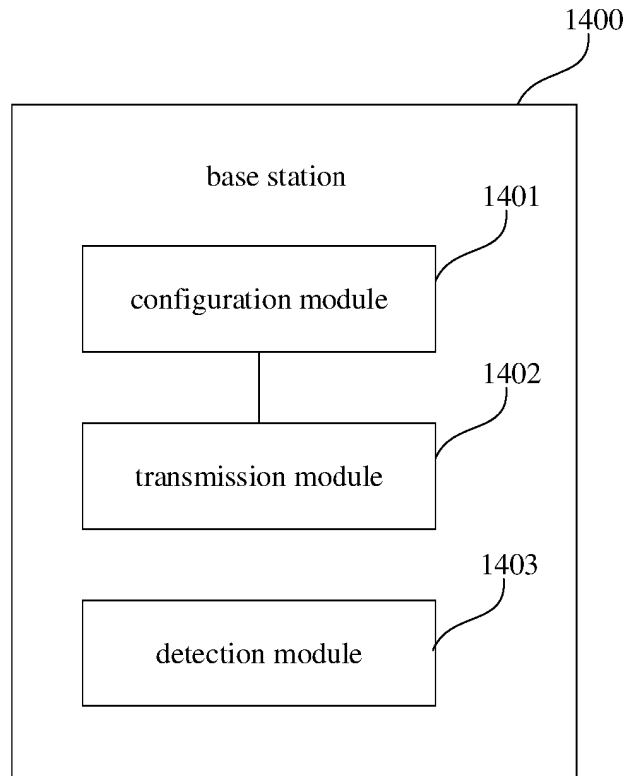 1400
base station
1401
configuration module
1402
transmission module
1403
detection module